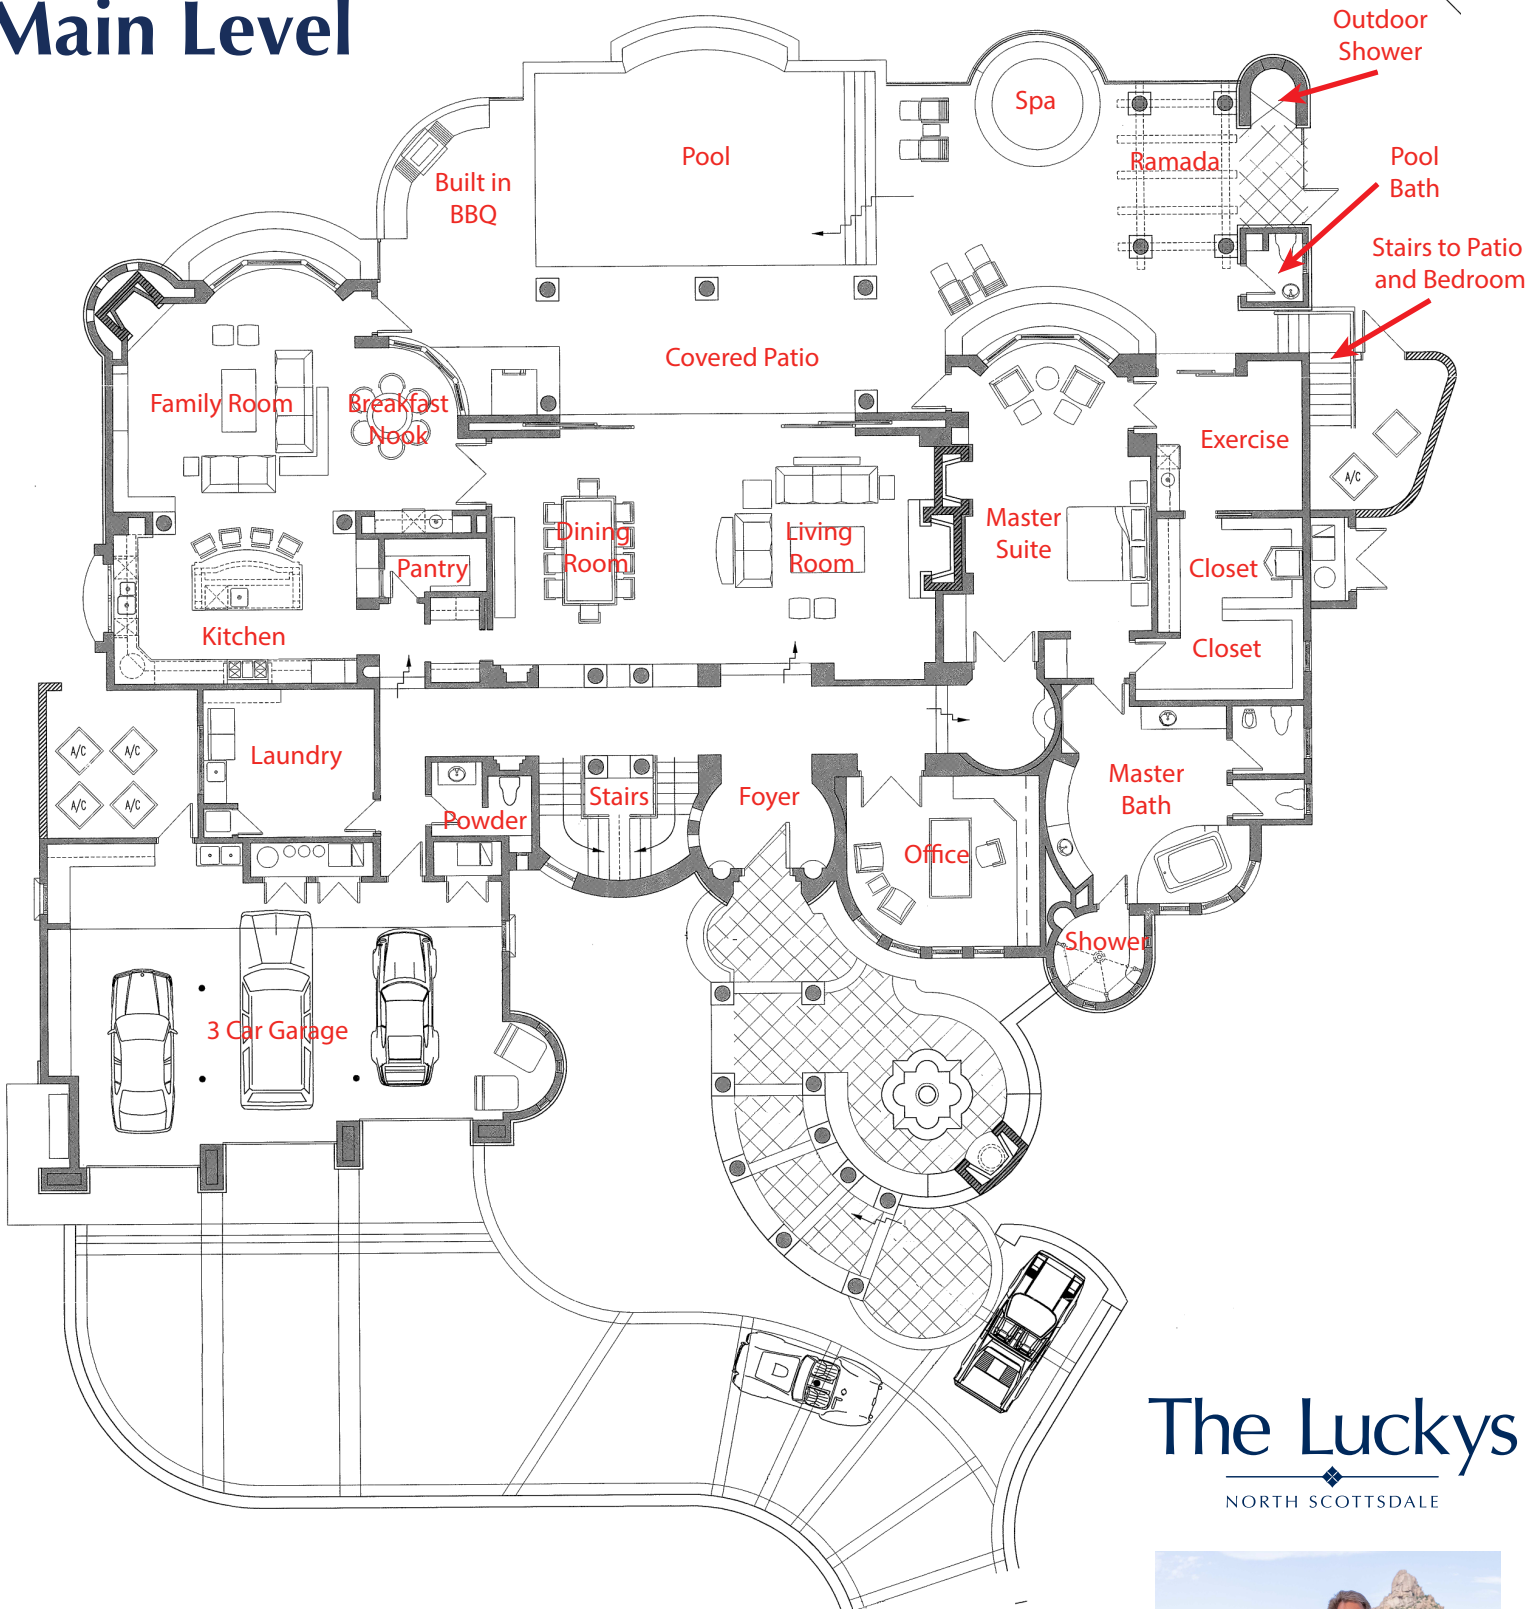 Main Level
Outdoor
Shower
Spa
Pool
Ramada
Pool
Bath
Built in
BBQ
Stairs to Patio
and Bedroom
Covered Patio
Family Room
Breakfast
Nook
Exercise
A/C
Dining
Room
Living
Room
Master
Suite
Pantry
Closet
Kitchen
Closet
A/C
A/C
A/C
A/C
Laundry
Master
Bath
Stairs
Foyer
Powder
Office
Shower
3 Car Garage
The Luckys
NORTH SCOTTSDALE